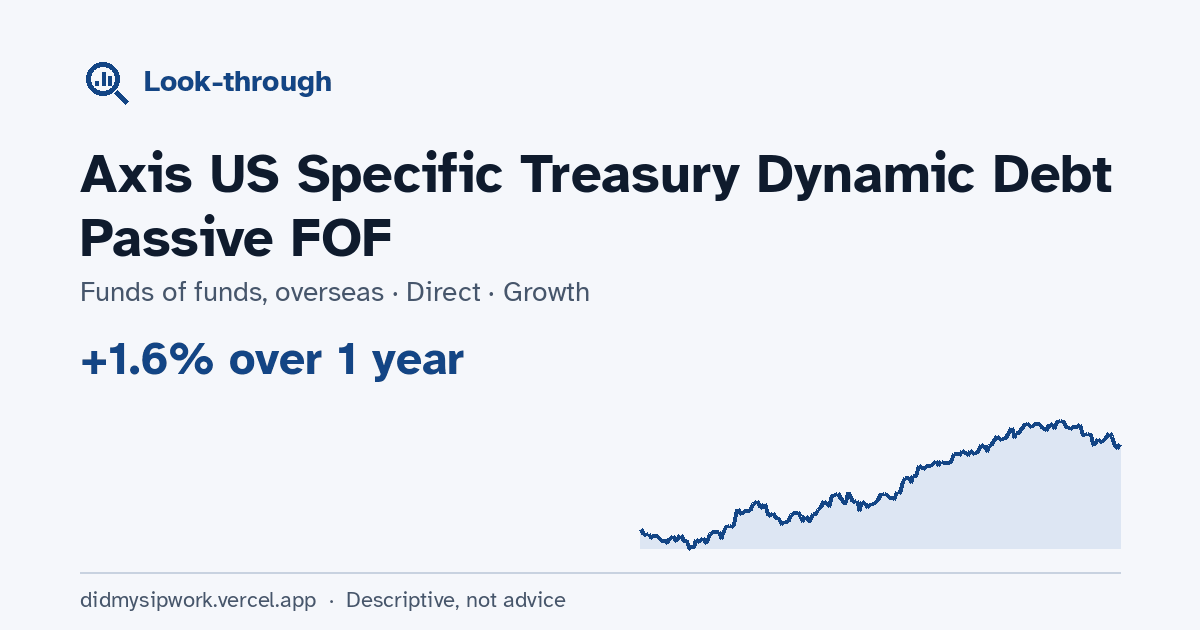 Look-through
Axis US Specific Treasury Dynamic Debt
Passive FOF
Funds of funds, overseas · Direct · Growth
+1.6% over 1 year
didmysipwork.vercel.app · Descriptive, not advice